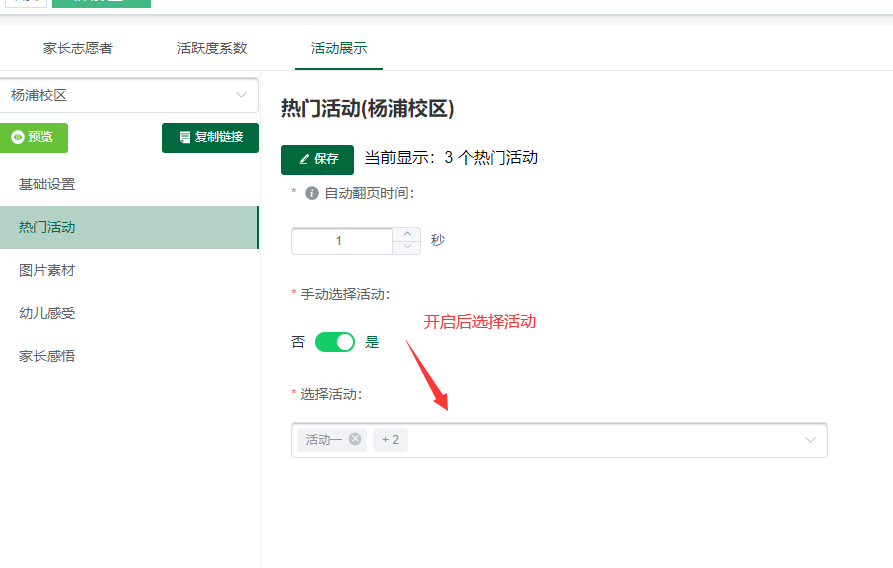 家长志愿者
活跃度系数
活动展示
杨浦校区
预览
复制链接
基础设置
热门活动
图片素材
幼儿感受
家长感悟
热门活动(杨浦校区)
保存
当前显示：3 个热门活动
* 自动翻页时间：
1
秒
* 手动选择活动：
否
是
开启后选择活动
* 选择活动：
活动一
+ 2